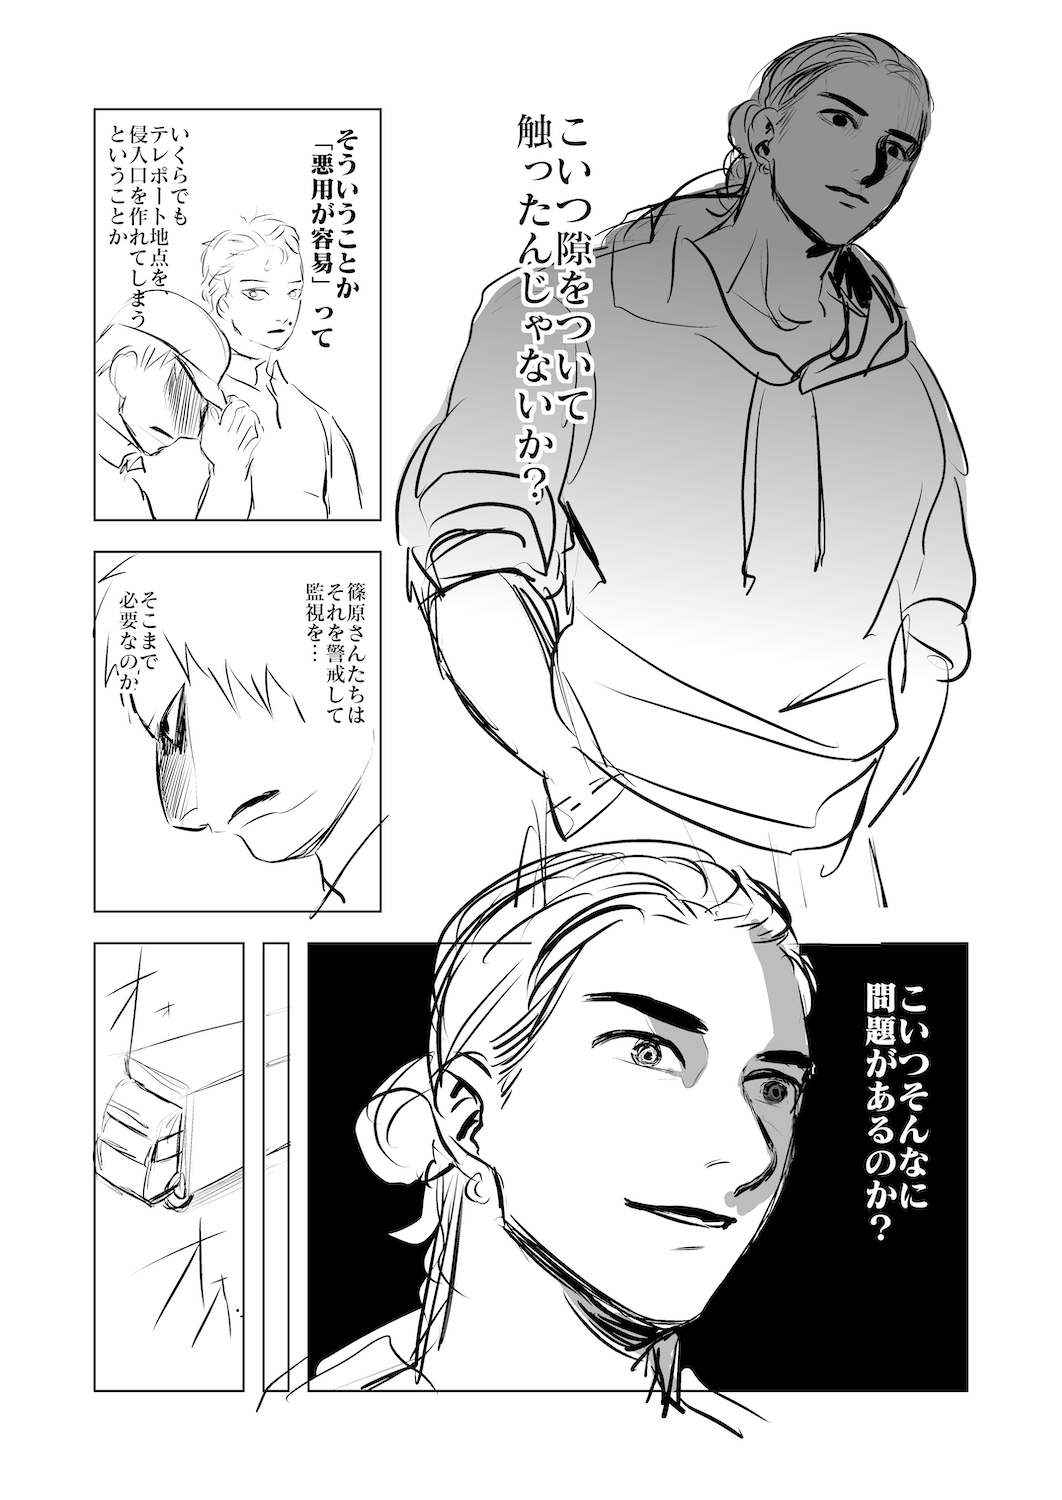 こいつ隙をついて
触ったんじゃないか?
そういうことか
「悪用が容易」って
いくらでも
テレポート地点を
侵入口を作れてしまう
ということか
篠原さんたちは
それを警戒して
監視を…
そこまで
必要なのか
こいつそんなに
問題があるのか?